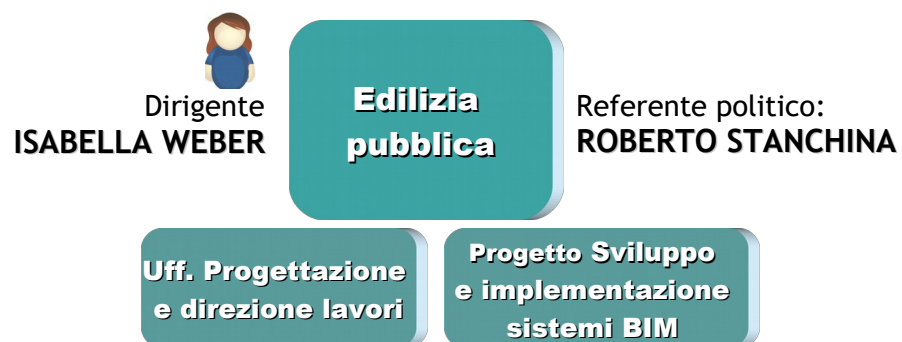 Dirigente
ISABELLA WEBER
Edilizia
pubblica
Referente politico:
ROBERTO STANCHINA
Uff. Progettazione
e direzione lavori
Progetto Sviluppo
e implementazione
sistemi BIM